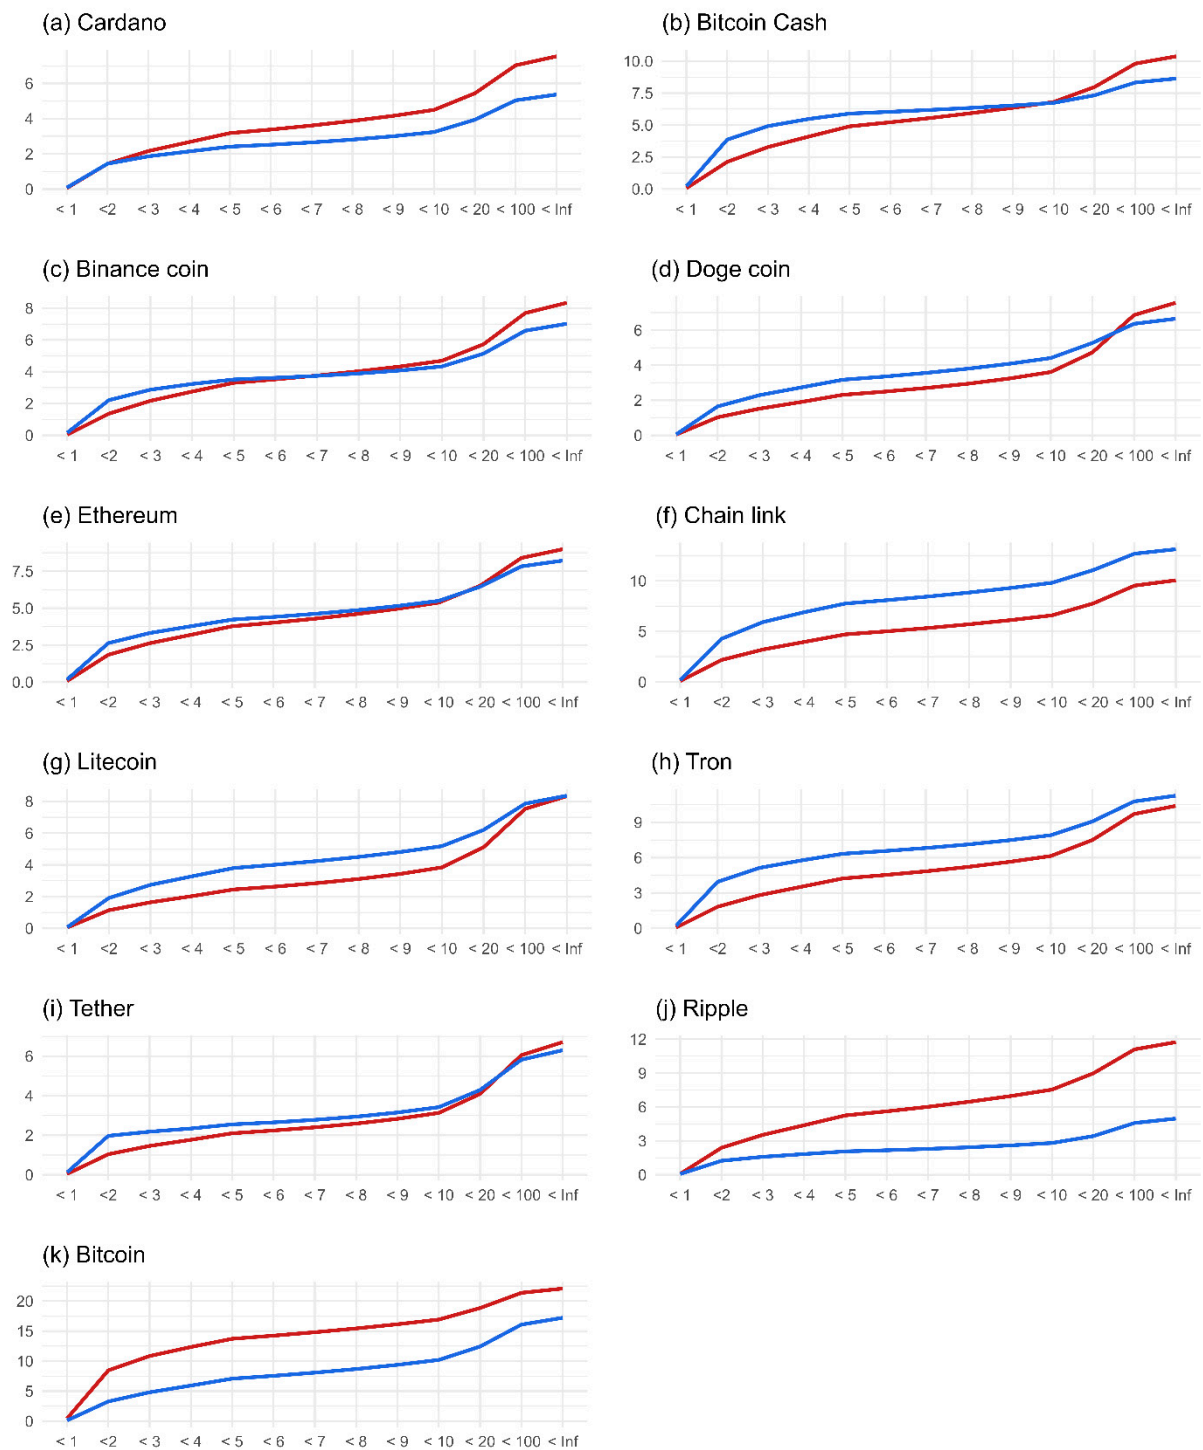 (a) Cardano
6
4
2
0
< 1 <2 < 3 < 4 < 5 < 6 < 7 < 8 < 9 < 10 < 20 < 100 < Inf
(b) Bitcoin Cash
10.0
7.5
5.0
2.5
0.0
< 1 <2 < 3 < 4 < 5 < 6 < 7 < 8 < 9 < 10 < 20 < 100 < Inf
(c) Binance coin
8
6
4
2
0
< 1 <2 < 3 < 4 < 5 < 6 < 7 < 8 < 9 < 10 < 20 < 100 < Inf
(d) Doge coin
6
4
2
0
< 1 <2 < 3 < 4 < 5 < 6 < 7 < 8 < 9 < 10 < 20 < 100 < Inf
(e) Ethereum
7.5
5.0
2.5
0.0
< 1 <2 < 3 < 4 < 5 < 6 < 7 < 8 < 9 < 10 < 20 < 100 < Inf
(f) Chain link
10
5
0
< 1 <2 < 3 < 4 < 5 < 6 < 7 < 8 < 9 < 10 < 20 < 100 < Inf
(g) Litecoin
8
6
4
2
0
< 1 <2 < 3 < 4 < 5 < 6 < 7 < 8 < 9 < 10 < 20 < 100 < Inf
(h) Tron
9
6
3
0
< 1 <2 < 3 < 4 < 5 < 6 < 7 < 8 < 9 < 10 < 20 < 100 < Inf
(i) Tether
6
4
2
0
< 1 <2 < 3 < 4 < 5 < 6 < 7 < 8 < 9 < 10 < 20 < 100 < Inf
(j) Ripple
12
9
6
3
0
< 1 <2 < 3 < 4 < 5 < 6 < 7 < 8 < 9 < 10 < 20 < 100 < Inf
(k) Bitcoin
20
15
10
5
0
< 1 <2 < 3 < 4 < 5 < 6 < 7 < 8 < 9 < 10 < 20 < 100 < Inf